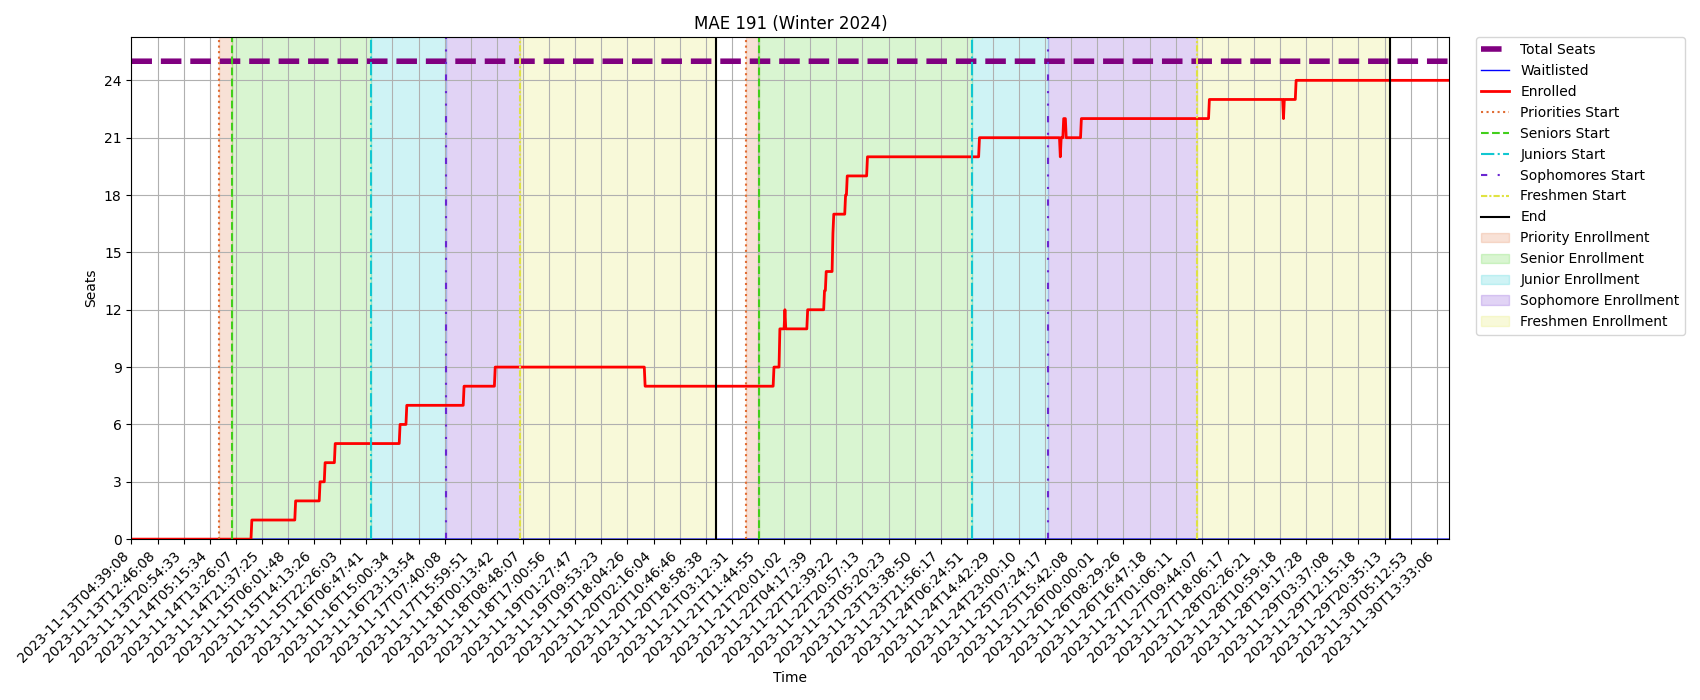 MAE 191 (Winter 2024)
Seats
24
21
18
15
12
9
6
3
0
2023-11-13T04:39:08
2023-11-13T12:46:08
2023-11-13T20:54:33
2023-11-14T05:15:34
2023-11-14T13:26:07
2023-11-14T21:37:25
2023-11-15T06:01:48
2023-11-15T14:13:26
2023-11-15T22:26:03
2023-11-16T06:47:41
2023-11-16T15:00:34
2023-11-16T23:13:54
2023-11-17T07:40:08
2023-11-17T15:59:51
2023-11-18T00:13:42
2023-11-18T08:48:07
2023-11-18T17:00:56
2023-11-19T01:27:47
2023-11-19T09:53:23
2023-11-19T18:04:26
2023-11-20T02:16:04
2023-11-20T10:46:46
2023-11-20T18:58:38
2023-11-21T03:12:31
2023-11-21T11:44:55
2023-11-21T20:01:02
2023-11-22T04:17:39
2023-11-22T12:39:22
2023-11-22T20:57:13
2023-11-23T05:20:23
2023-11-23T13:38:50
2023-11-23T21:56:17
2023-11-24T06:24:51
2023-11-24T14:42:29
2023-11-24T23:00:10
2023-11-25T07:24:17
2023-11-25T15:42:08
2023-11-26T00:00:01
2023-11-26T08:29:26
2023-11-26T16:47:18
2023-11-27T01:06:11
2023-11-27T09:44:07
2023-11-27T18:06:17
2023-11-28T02:26:21
2023-11-28T10:59:18
2023-11-28T19:17:28
2023-11-29T03:37:08
2023-11-29T12:15:18
2023-11-29T20:35:13
2023-11-30T05:12:53
2023-11-30T13:33:06
Time
Total Seats
Waitlisted
Enrolled
Priorities Start
Seniors Start
Juniors Start
Sophomores Start
Freshmen Start
End
Priority Enrollment
Senior Enrollment
Junior Enrollment
Sophomore Enrollment
Freshmen Enrollment